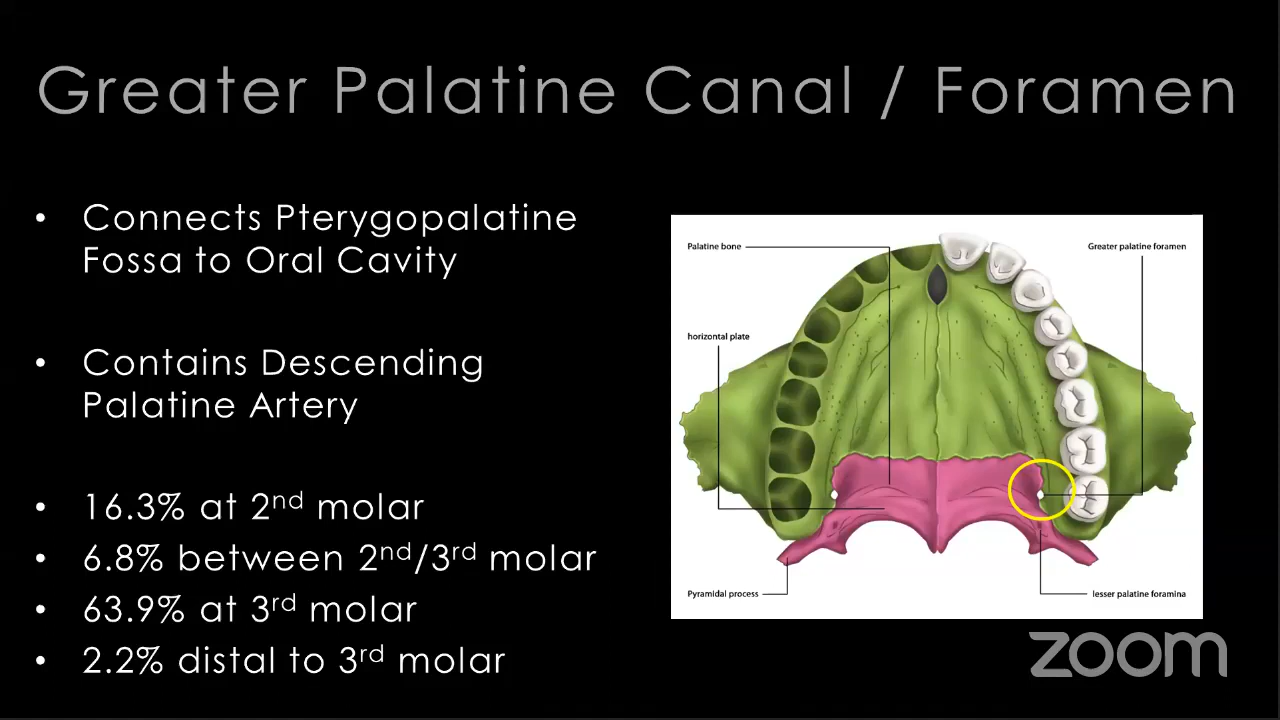 Greater Palatine Canal / Foramen
• Connects Pterygopalatine
Fossa to Oral Cavity
• Contains Descending
Palatine Artery
• 16.3% at 2nd molar
• 6.8% between 2nd/3rd molar
• 63.9% at 3rd molar
• 2.2% distal to 3rd molar
Palatine bone
Greater palatine foramen
horizontal plate
Pyramidal process
lesser palatine foramina
zoom